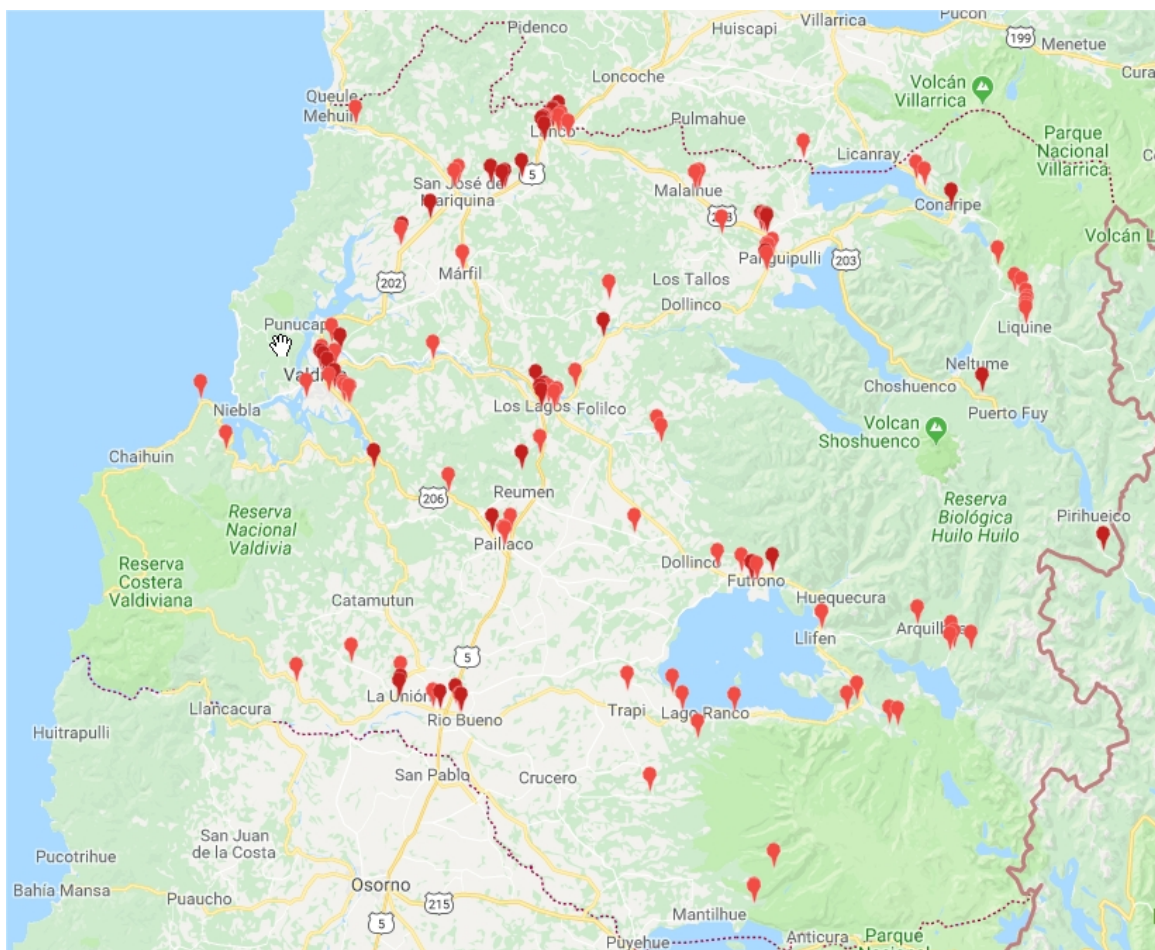 Pidenco
Huiscapi
Villarrica
Pucon
199
Menetue
Loncoche
Volcán
Villarrica
Queule
Mehuin
Lanco
Pulmahue
Parque
Nacional
Villarrica
Licanray
5
San José de
Mariquina
Malalhue
Coñaripe
203
Panguipulli
203
Volcán L
Márfil
Los Tallos
Dollinco
202
Punucapa
Liquine
Valdivia
Neltume
Choshuenco
Puerto Fuy
Niebla
Los Lagos
Folilco
Volcan
Shoshuenco
Chaihuin
206
Reumen
Reserva
Nacional
Valdivia
Reserva
Biológica
Huilo Huilo
Pirihueico
Paillaco
Reserva
Costera
Valdiviana
Dollinco
Futrono
Catamutun
Huequecura
Llifen
Arquilhue
5
La Unión
Llancacura
Rio Bueno
Trapi
Lago Ranco
Huitrapulli
San Pablo
Crucero
San Juan
de la Costa
Pucotrihue
Bahía Mansa
Puaucho
Osorno
215
5
Mantilhue
Puyehue
Anticura
Parque